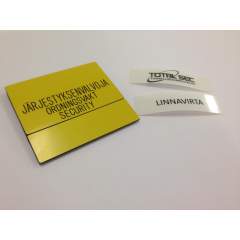 JÄRJESTYKSENVALVOJA
ORDNINGSVAKT
SECURITY
TOTAL SEC
LINNAVIRTA